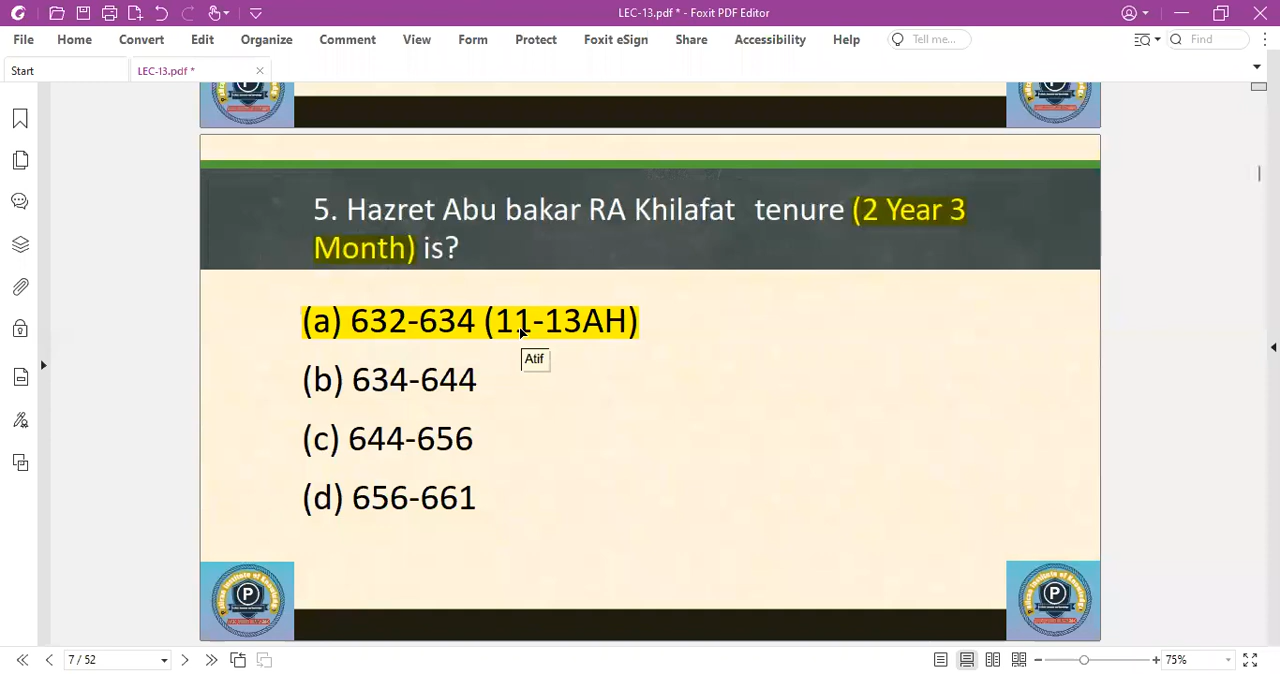 LEC-13.pdf * - Foxit PDF Editor
File Home Convert Edit Organize Comment View Form Protect Foxit eSign Share Accessibility Help Tell me... Find
Start LEC-13.pdf *
5. Hazret Abu bakar RA Khilafat tenure (2 Year 3
Month) is?
(a) 632-634 (11-13AH)
Atif
(b) 634-644
(c) 644-656
(d) 656-661
P P
7 / 52 75%